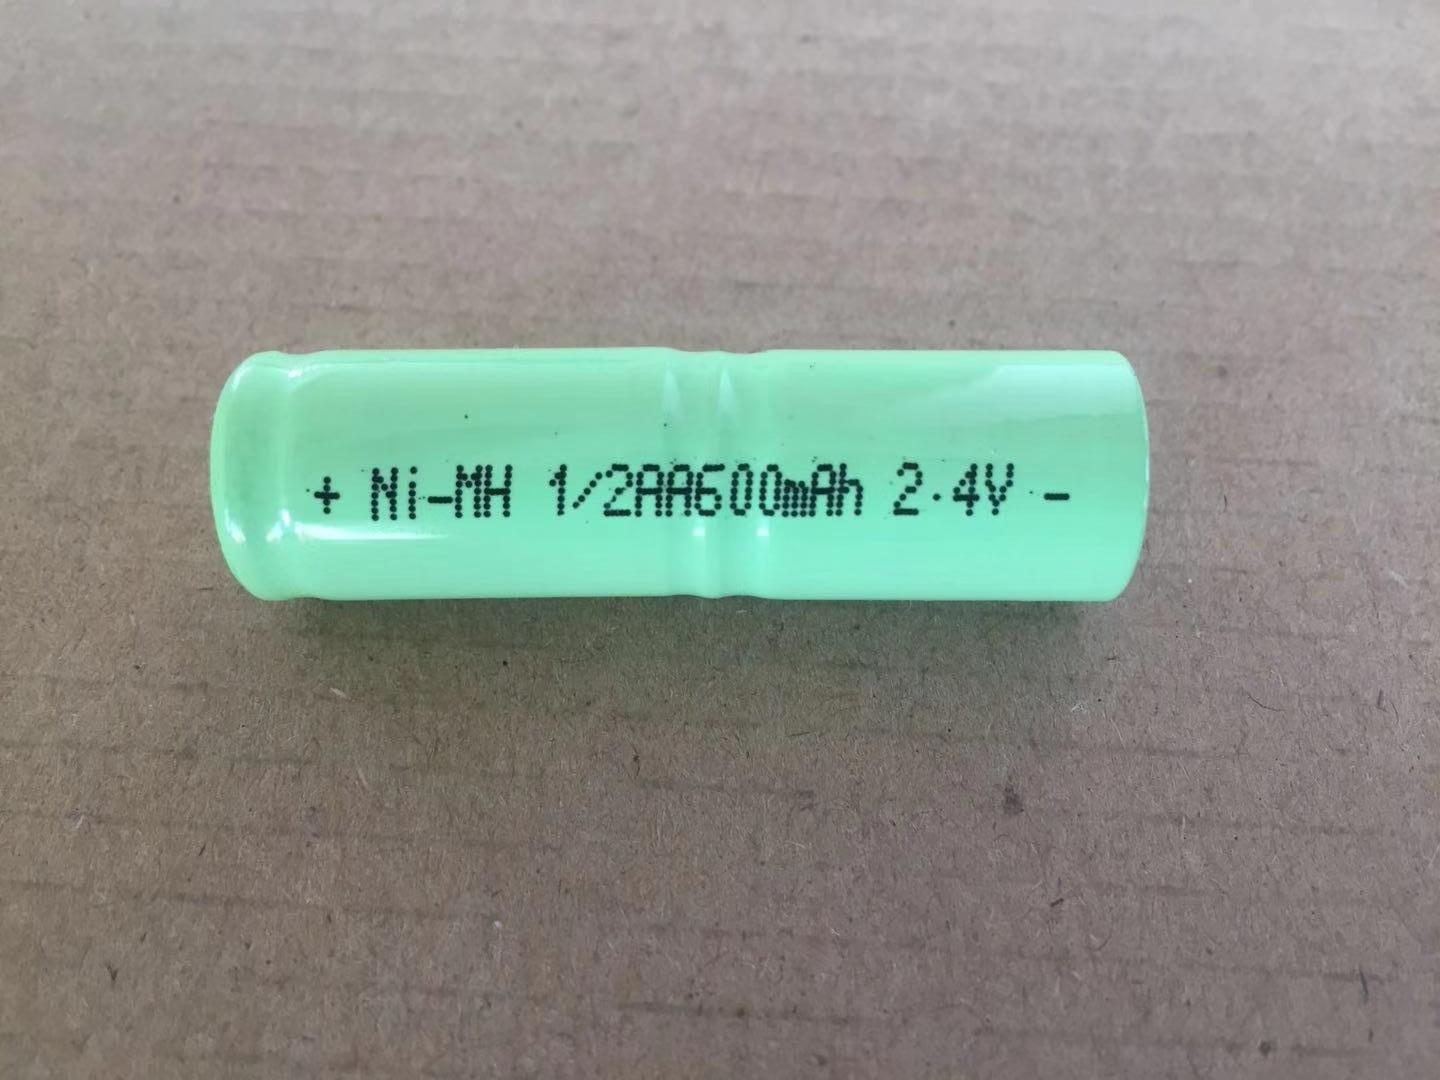 + Ni-MH 1/2AA600mAh 2.4V -